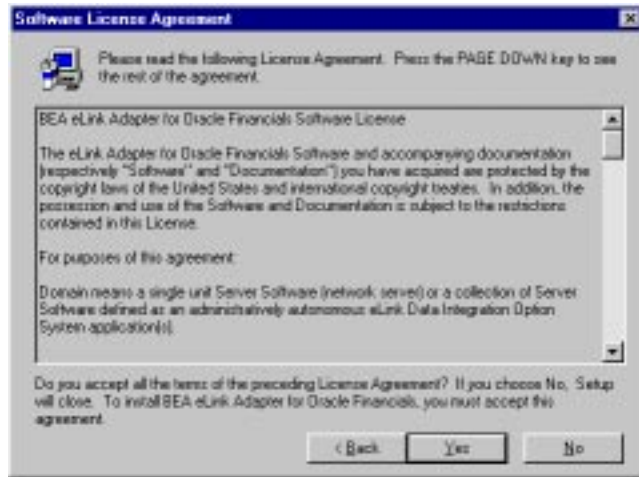 Software License Agreement
Please read the following License Agreement. Press the PAGE DOWN key to see
the rest of the agreement.
BEA eLink Adapter for Oracle Financials Software License
The eLink Adapter for Oracle Financials Software and accompanying documentation
(respectively "Software" and "Documentation") you have acquired are protected by the
copyright laws of the United States and international copyright treaties. In addition, the
possession and use of the Software and Documentation is subject to the restrictions
contained in this License.
For purposes of this agreement:
Domain means a single unit Server Software (network server) or a collection of Server
Software defined as an administratively autonomous eLink Data Integration Option
System application(s).
Do you accept all the terms of the preceding License Agreement? If you choose No, Setup
will close. To install BEA eLink Adapter for Oracle Financials, you must accept this
agreement.
< Back Yes No